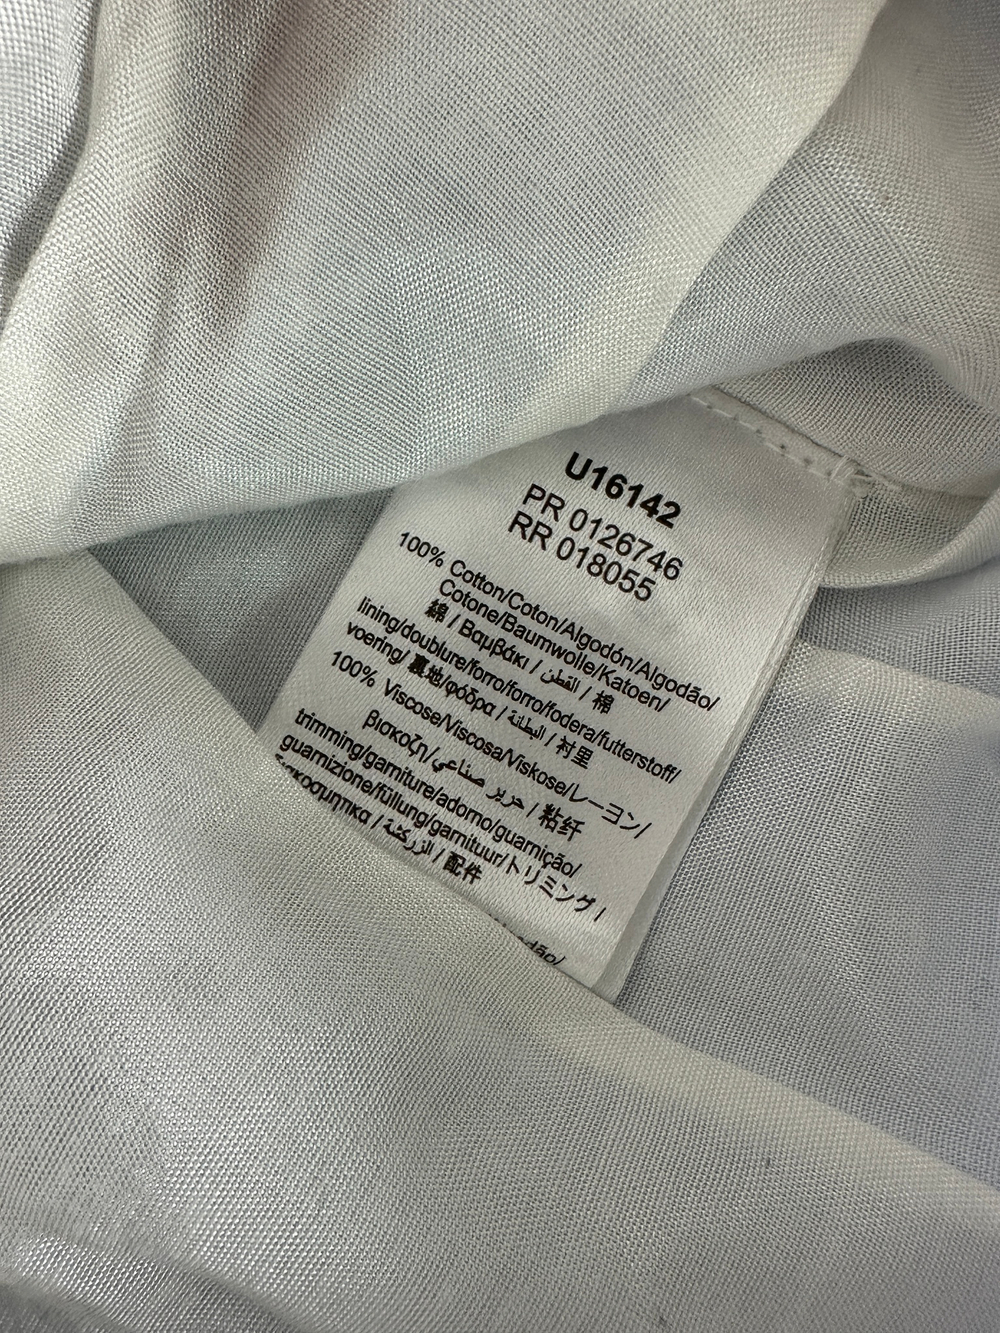 U16142
PR 0126746
RR 018055
100% Cotton/Coton/Algodón/Algodão/
Cotone/Baumwolle/Katoen/
綿 / Βαμβάκι / القطن / 棉
lining/doublure/forro/forro/fodera/futterstoff/
voering/ 裏地/φόδρα / البطانة / 衬里
100% Viscose/Viscosa/Viskose/レーヨン/
βισκοζη/حرير صناعي / 粘纤
trimming/garniture/adorno/guarnição/
guarnizione/füllung/garnituur/トリミング /
/ الزركشة / 配件